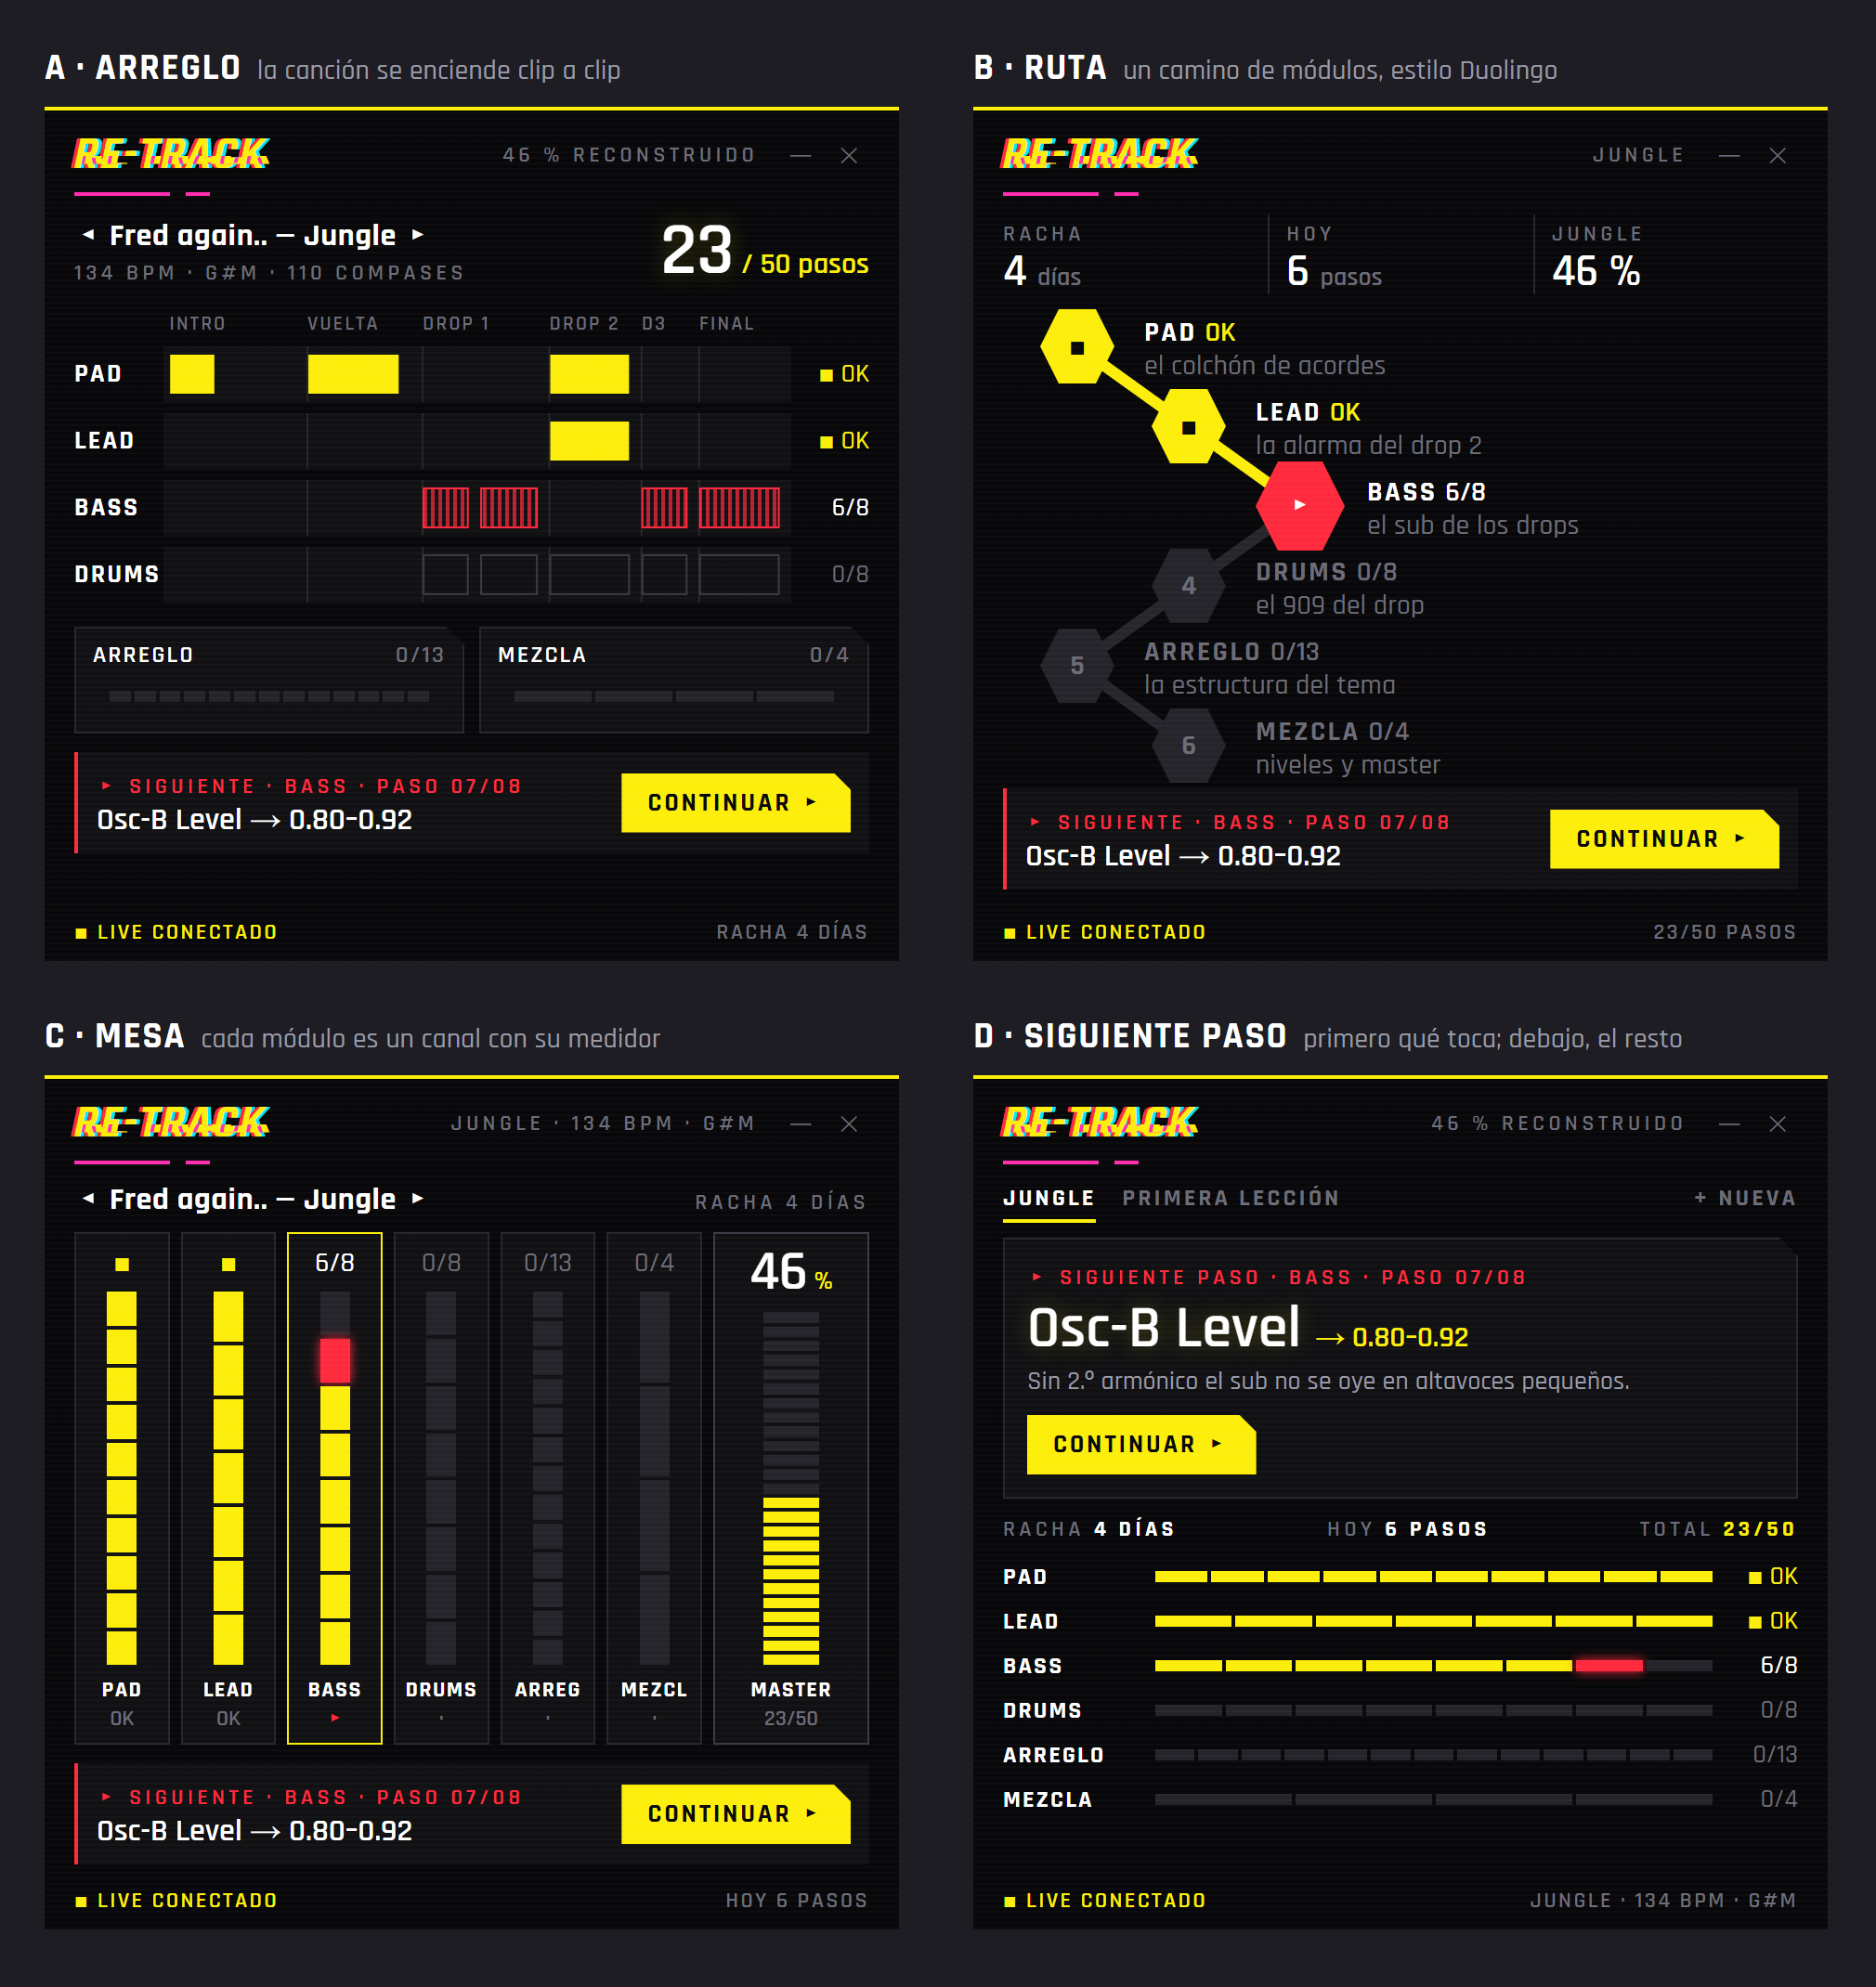 A · ARREGLO la canción se enciende clip a clip
RE-TRACK
46 % RECONSTRUIDO — ×
◄ Fred again.. — Jungle ►
134 BPM · G#M · 110 COMPASES
23 / 50 pasos
INTRO VUELTA DROP 1 DROP 2 D3 FINAL
PAD ■ OK
LEAD ■ OK
BASS 6/8
DRUMS 0/8
ARREGLO 0/13
MEZCLA 0/4
► SIGUIENTE · BASS · PASO 07/08
Osc-B Level → 0.80–0.92
CONTINUAR ►
■ LIVE CONECTADO RACHA 4 DÍAS
B · RUTA un camino de módulos, estilo Duolingo
RE-TRACK
JUNGLE — ×
RACHA HOY JUNGLE
4 días 6 pasos 46 %
PAD OK
el colchón de acordes
LEAD OK
la alarma del drop 2
► BASS 6/8
el sub de los drops
4 DRUMS 0/8
el 909 del drop
5 ARREGLO 0/13
la estructura del tema
6 MEZCLA 0/4
niveles y master
► SIGUIENTE · BASS · PASO 07/08
Osc-B Level → 0.80–0.92
CONTINUAR ►
■ LIVE CONECTADO 23/50 PASOS
C · MESA cada módulo es un canal con su medidor
RE-TRACK
JUNGLE · 134 BPM · G#M — ×
◄ Fred again.. — Jungle ►
RACHA 4 DÍAS
■ ■ 6/8 0/8 0/13 0/4 46 %
PAD LEAD BASS DRUMS ARREG MEZCL MASTER
OK OK ► · · · 23/50
► SIGUIENTE · BASS · PASO 07/08
Osc-B Level → 0.80–0.92
CONTINUAR ►
■ LIVE CONECTADO HOY 6 PASOS
D · SIGUIENTE PASO primero qué toca; debajo, el resto
RE-TRACK
46 % RECONSTRUIDO — ×
JUNGLE PRIMERA LECCIÓN + NUEVA
► SIGUIENTE PASO · BASS · PASO 07/08
Osc-B Level → 0.80–0.92
Sin 2.º armónico el sub no se oye en altavoces pequeños.
CONTINUAR ►
RACHA 4 DÍAS HOY 6 PASOS TOTAL 23/50
PAD ■ OK
LEAD ■ OK
BASS 6/8
DRUMS 0/8
ARREGLO 0/13
MEZCLA 0/4
■ LIVE CONECTADO JUNGLE · 134 BPM · G#M